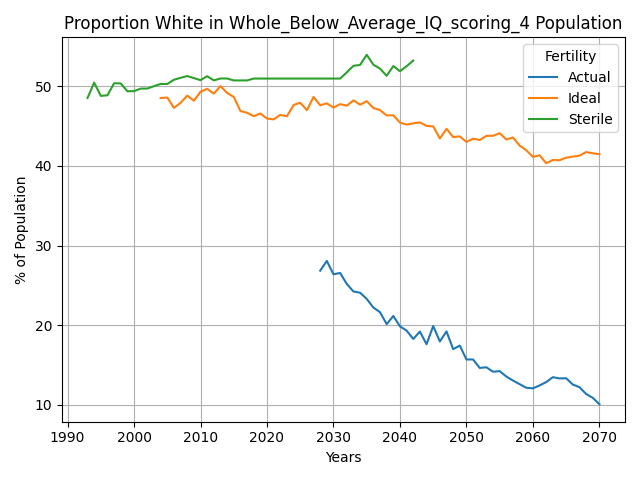 Proportion White in Whole_Below_Average_IQ_scoring_4 Population
Fertility
Actual
Ideal
Sterile
% of Population
50
40
30
20
10
1990 2000 2010 2020 2030 2040 2050 2060 2070
Years